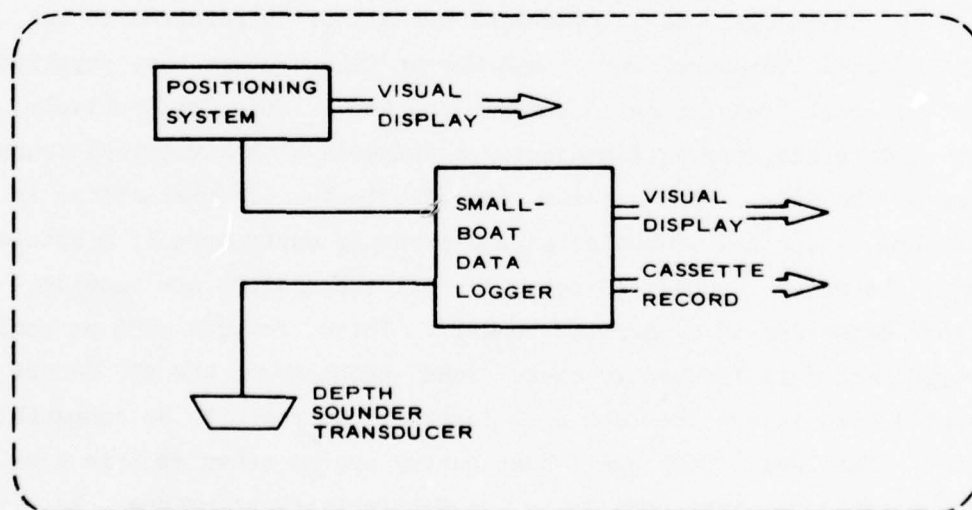 POSITIONING
SYSTEM
VISUAL
DISPLAY
SMALL-
BOAT
DATA
LOGGER
VISUAL
DISPLAY
CASSETTE
RECORD
DEPTH
SOUNDER
TRANSDUCER